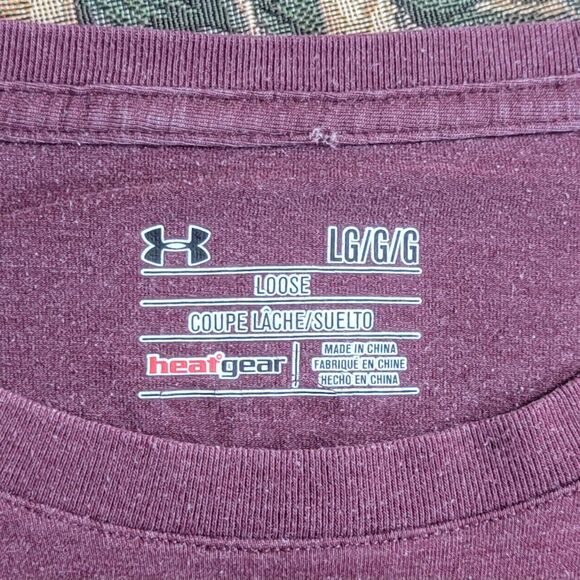 LG/G/G
LOOSE
COUPE LÂCHE/SUELTO
heatgear
MADE IN CHINA
FABRIQUÉ EN CHINE
HECHO EN CHINA